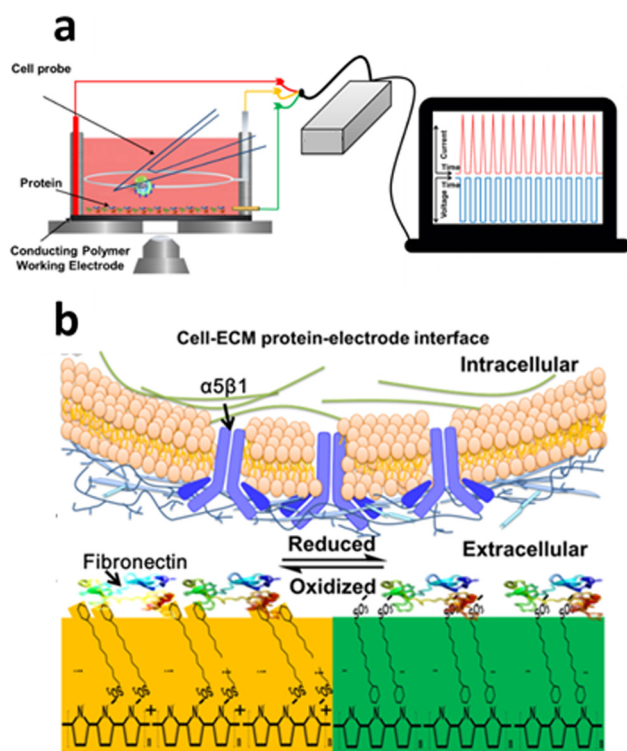 a
Cell probe
Protein
Conducting Polymer
Working Electrode
Current
Time
Time
Voltage
b
Cell-ECM protein-electrode interface
Intracellular
α5β1
Reduced
Oxidized
Extracellular
Fibronectin
N N N N N N N N N
+ + +
N N N N N N N N N